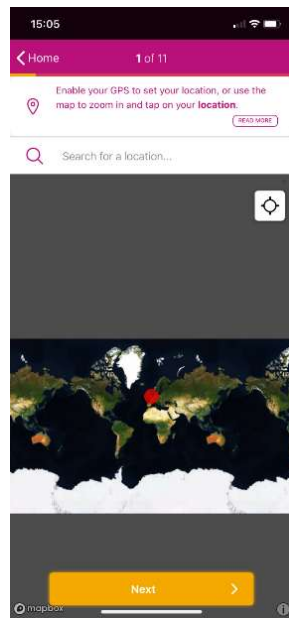 15:05
Home
1 of 11
Enable your GPS to set your location, or use the
map to zoom in and tap on your location.
READ MORE
Search for a location...
Next
mapbox